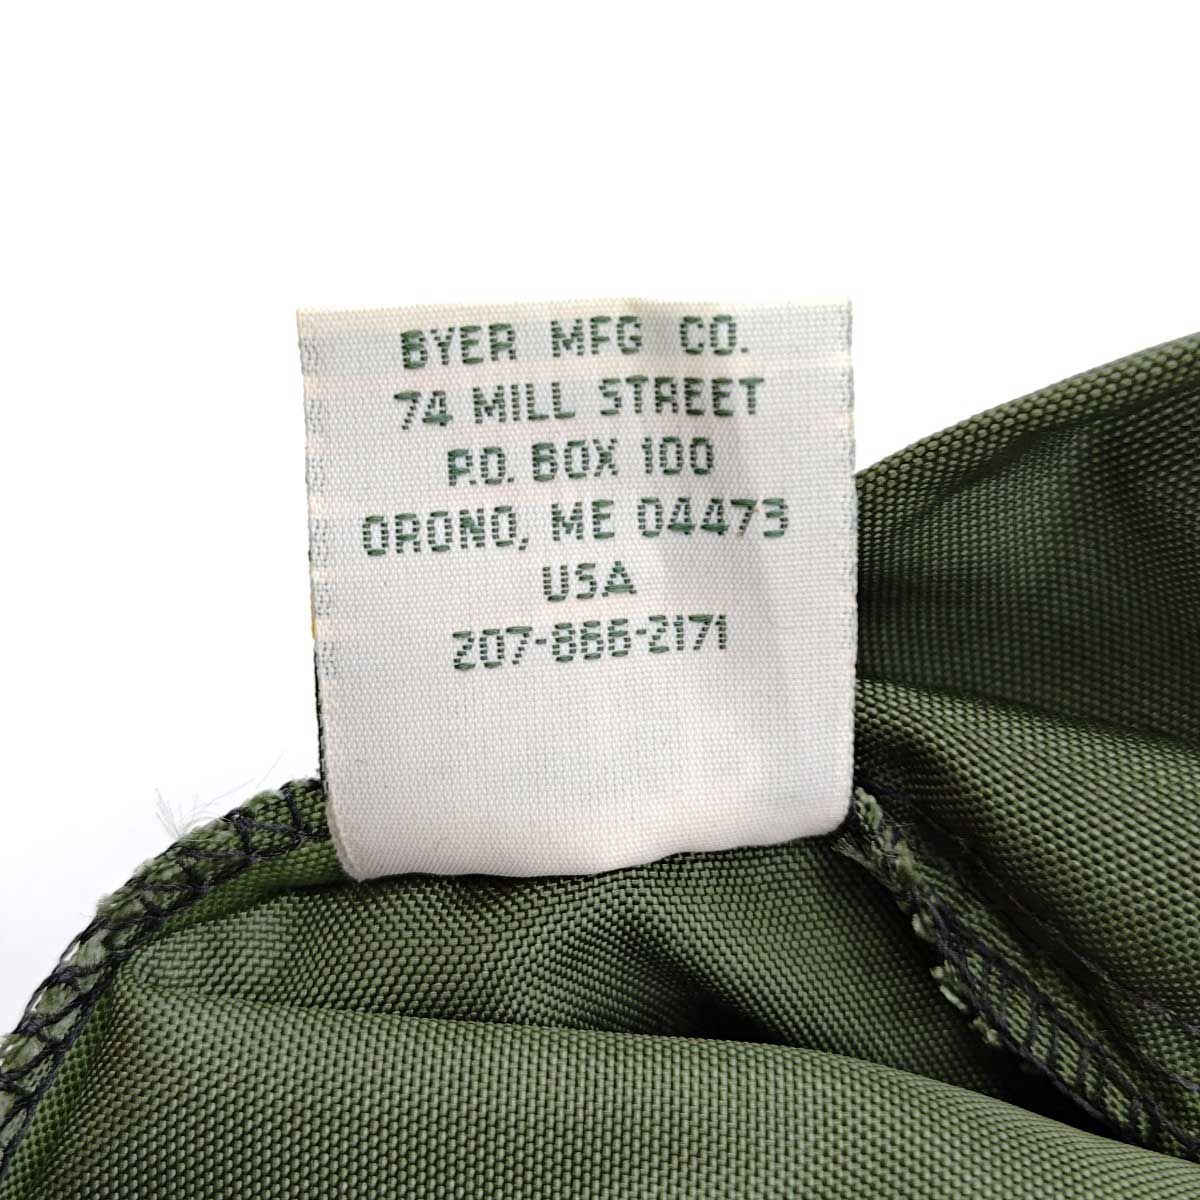 BYER MFG CO.
74 MILL STREET
P.O. BOX 100
ORONO, ME 04473
USA
207-866-2171